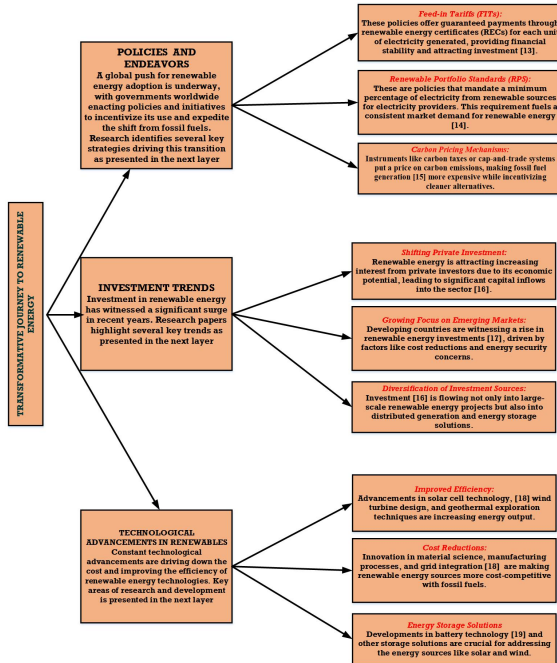 TRANSFORMATIVE JOURNEY TO RENEWABLE
ENERGY
POLICIES AND
ENDEAVORS
A global push for renewable
energy adoption is underway,
with governments worldwide
enacting policies and initiatives
to incentivize its use and expedite
the shift from fossil fuels.
Research identifies several key
strategies driving this transition
as presented in the next layer
Feed-in Tariffs (FITs):
These policies offer guaranteed payments through
renewable energy certificates (RECs) for each unit
of electricity generated, providing financial
stability and attracting investment [13].
Renewable Portfolio Standards (RPS):
These are policies that mandate a minimum
percentage of electricity from renewable sources
for electricity providers. This requirement fuels a
consistent market demand for renewable energy
[14].
Carbon Pricing Mechanisms:
Instruments like carbon taxes or cap-and-trade systems
put a price on carbon emissions, making fossil fuel
generation [15] more expensive while incentivizing
cleaner alternatives.
INVESTMENT TRENDS
Investment in renewable energy
has witnessed a significant surge
in recent years. Research papers
highlight several key trends as
presented in the next layer
Shifting Private Investment:
Renewable energy is attracting increasing
interest from private investors due to its economic
potential, leading to significant capital inflows
into the sector [16].
Growing Focus on Emerging Markets:
Developing countries are witnessing a rise in
renewable energy investments [17], driven by
factors like cost reductions and energy security
concerns.
Diversification of Investment Sources:
Investment [16] is flowing not only into large-
scale renewable energy projects but also into
distributed generation and energy storage
solutions.
TECHNOLOGICAL
ADVANCEMENTS IN RENEWABLES
Constant technological
advancements are driving down the
cost and improving the efficiency of
renewable energy technologies. Key
areas of research and development
is presented in the next layer
Improved Efficiency:
Advancements in solar cell technology, [18] wind
turbine design, and geothermal exploration
techniques are increasing energy output.
Cost Reductions:
Innovation in material science, manufacturing
processes, and grid integration [18] are making
renewable energy sources more cost-competitive
with fossil fuels.
Energy Storage Solutions
Developments in battery technology [19] and
other storage solutions are crucial for addressing
the energy sources like solar and wind.